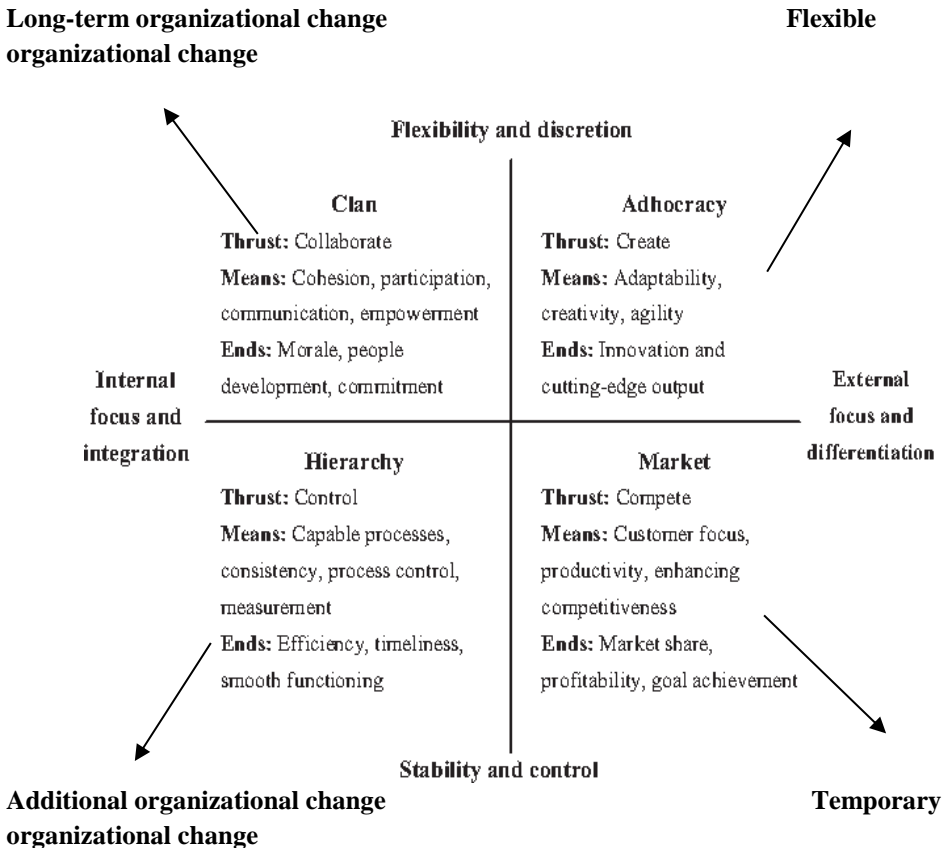 Long-term organizational change
organizational change
Flexible
Flexibility and discretion
Clan
Thrust: Collaborate
Means: Cohesion, participation,
communication, empowerment
Ends: Morale, people
development, commitment
Adhocracy
Thrust: Create
Means: Adaptability,
creativity, agility
Ends: Innovation and
cutting-edge output
Internal
focus and
integration
External
focus and
differentiation
Hierarchy
Thrust: Control
Means: Capable processes,
consistency, process control,
measurement
Ends: Efficiency, timeliness,
smooth functioning
Market
Thrust: Compete
Means: Customer focus,
productivity, enhancing
competitiveness
Ends: Market share,
profitability, goal achievement
Stability and control
Additional organizational change
organizational change
Temporary